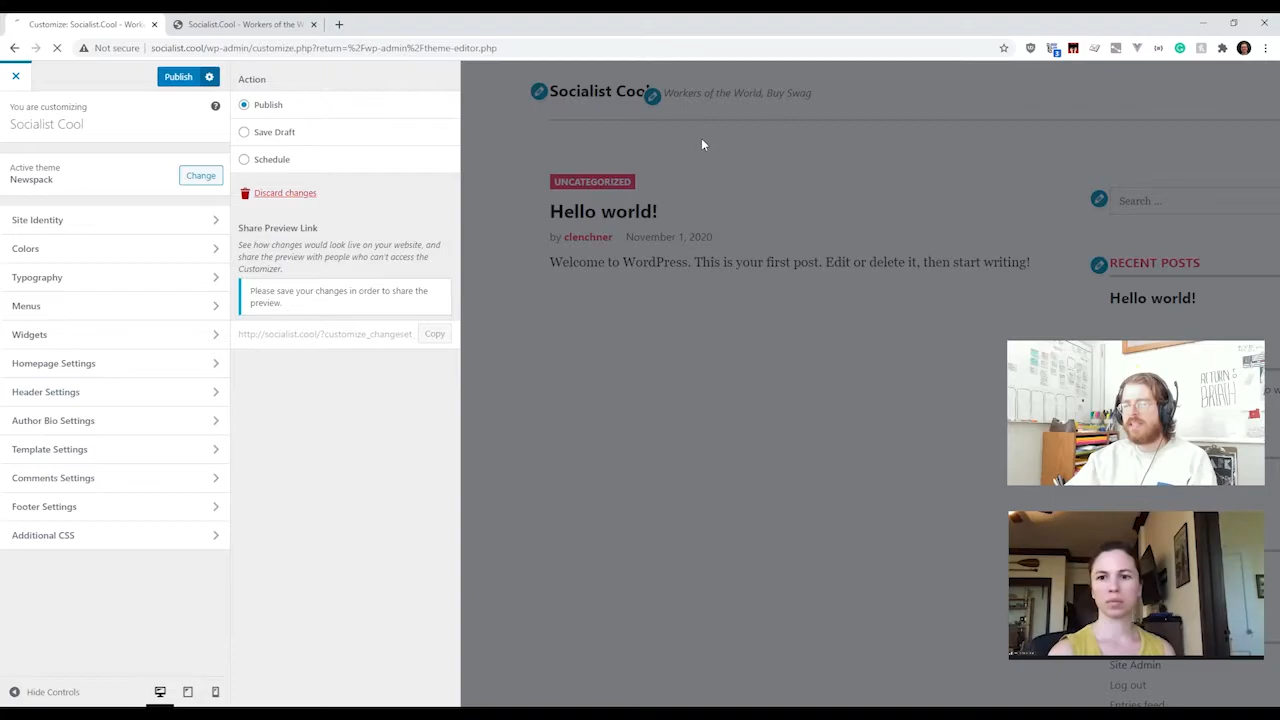 Customize: Socialist.Cool - Work
Socialist.Cool - Workers of the W
Not secure
socialist.cool/wp-admin/customize.php?return=%2Fwp-admin%2Ftheme-editor.php
Publish
You are customizing
Socialist Cool
Active theme
Newspack
Change
Site Identity
Colors
Typography
Menus
Widgets
Homepage Settings
Header Settings
Author Bio Settings
Template Settings
Comments Settings
Footer Settings
Additional CSS
Hide Controls
Action
Publish
Save Draft
Schedule
Discard changes
Share Preview Link
See how changes would look live on your website, and
share the preview with people who can't access the
Customizer.
Please save your changes in order to share the
preview.
http://socialist.cool/?customize_changeset
Copy
Socialist Cool
Workers of the World, Buy Swag
UNCATEGORIZED
Hello world!
by clenchner November 1, 2020
Welcome to WordPress. This is your first post. Edit or delete it, then start writing!
Search ...
RECENT POSTS
Hello world!
Site Admin
Log out
Entries feed